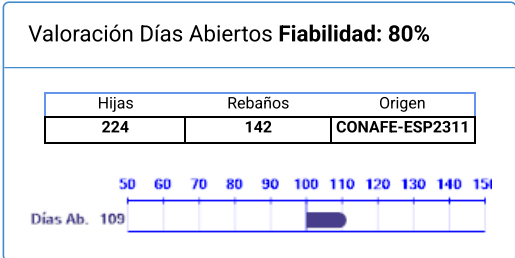 Valoración Días Abiertos Fiabilidad: 80%
Hijas Rebaños Origen
224 142 CONAFE-ESP2311
50 60 70 80 90 100 110 120 130 140
Días Ab. 109